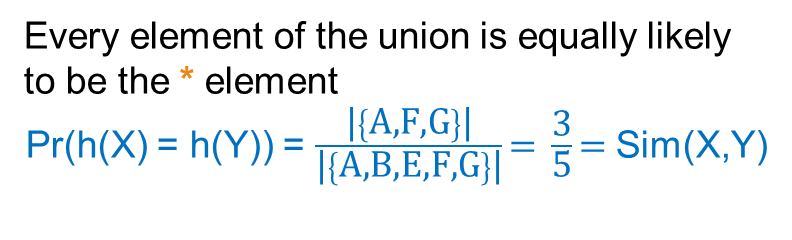 Every element of the union is equally likely
to be the * element
Pr(h(X) = h(Y)) = |{A,F,G}| / |{A,B,E,F,G}| = 3/5 = Sim(X,Y)